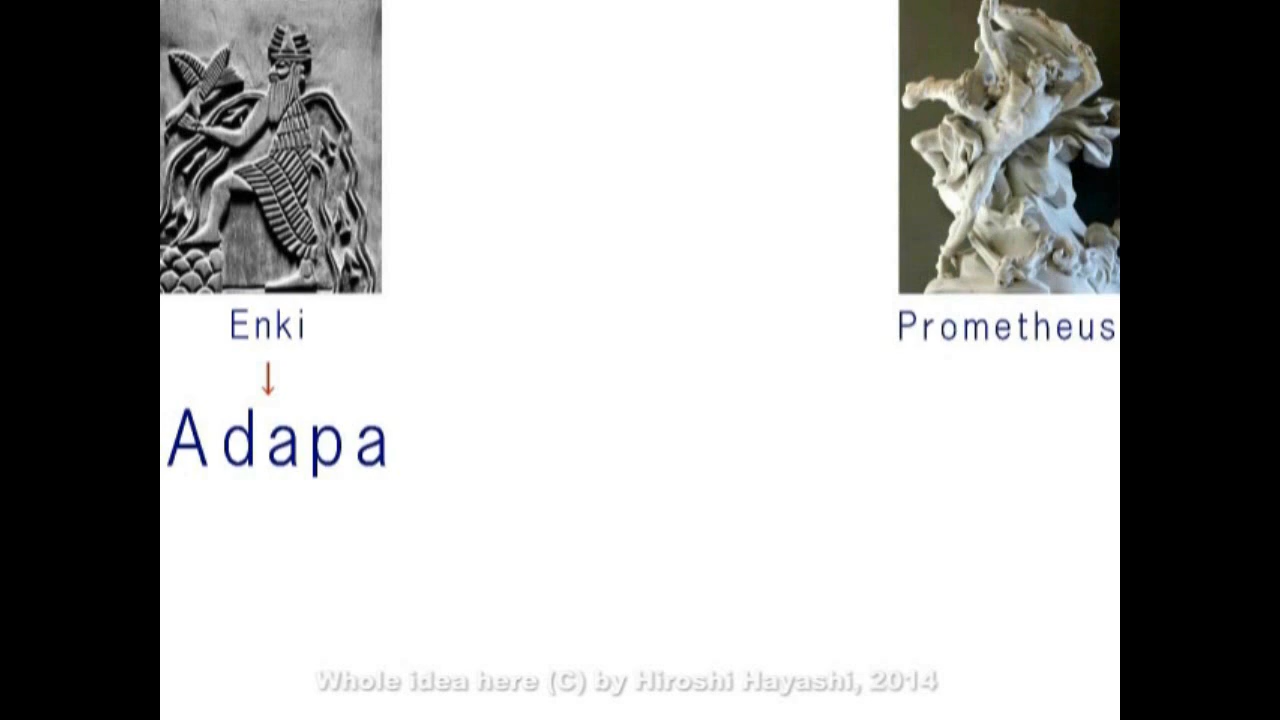 Enki
Prometheus
↓
Adapa
Whole idea here (C) by Hiroshi Hayashi, 2014